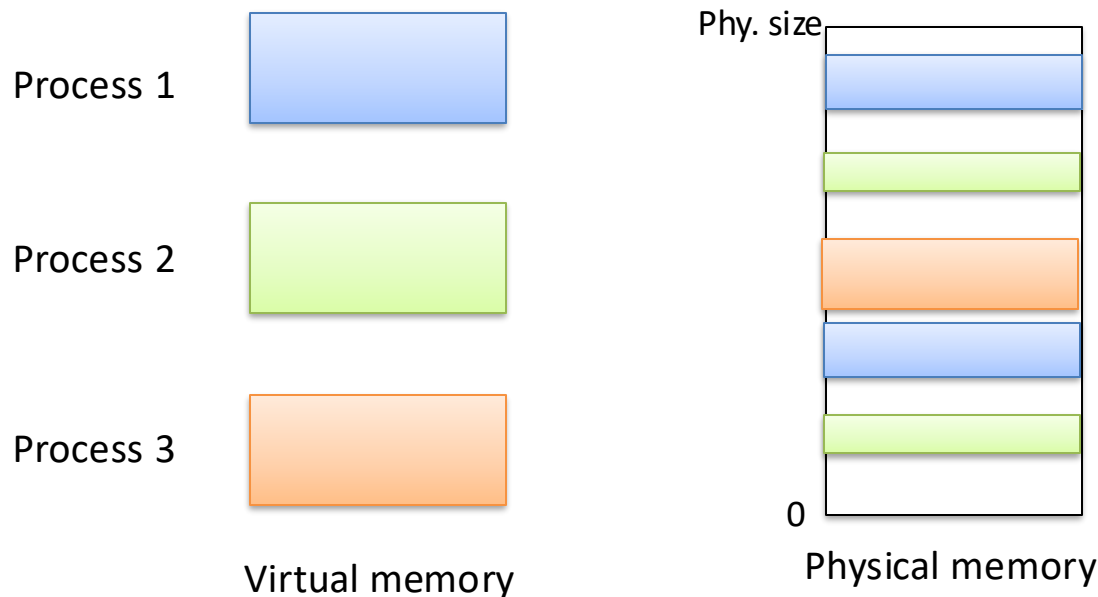 Phy. size
Process 1
Process 2
Process 3
0
Virtual memory
Physical memory